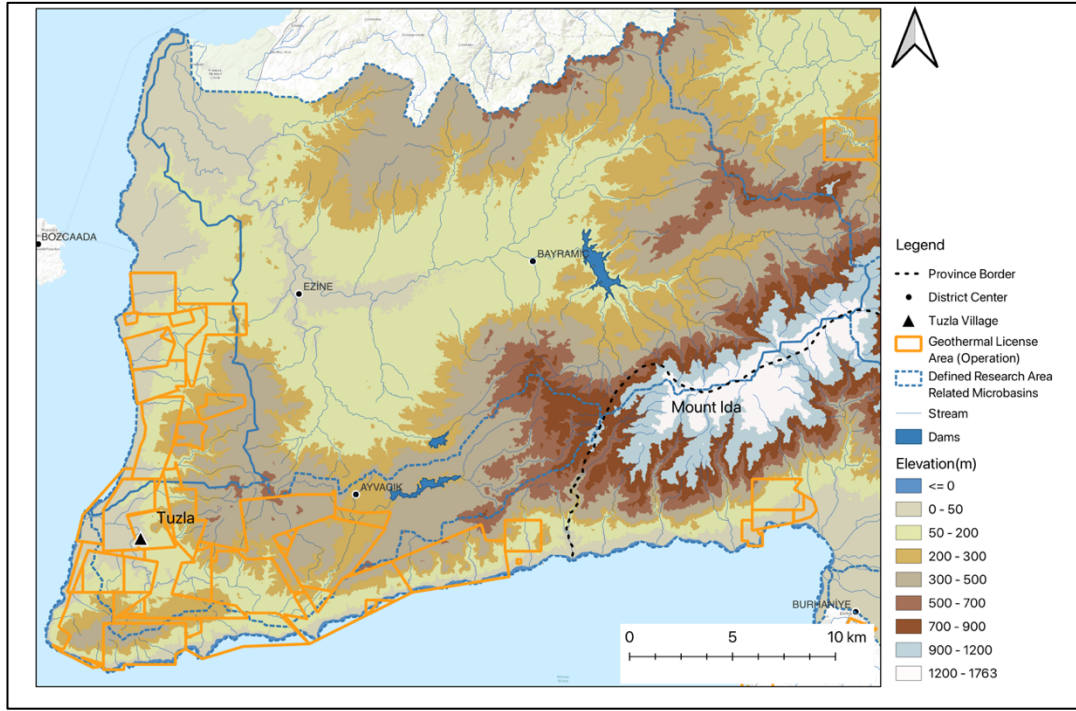 BOZCAADA
EZİNE
BAYRAMİÇ
Mount Ida
AYVACIK
Tuzla
BURHANİYE
0 5 10 km
Legend
Province Border
District Center
Tuzla Village
Geothermal License
Area (Operation)
Defined Research Area
Related Microbasins
Stream
Dams
Elevation(m)
<= 0
0 - 50
50 - 200
200 - 300
300 - 500
500 - 700
700 - 900
900 - 1200
1200 - 1763